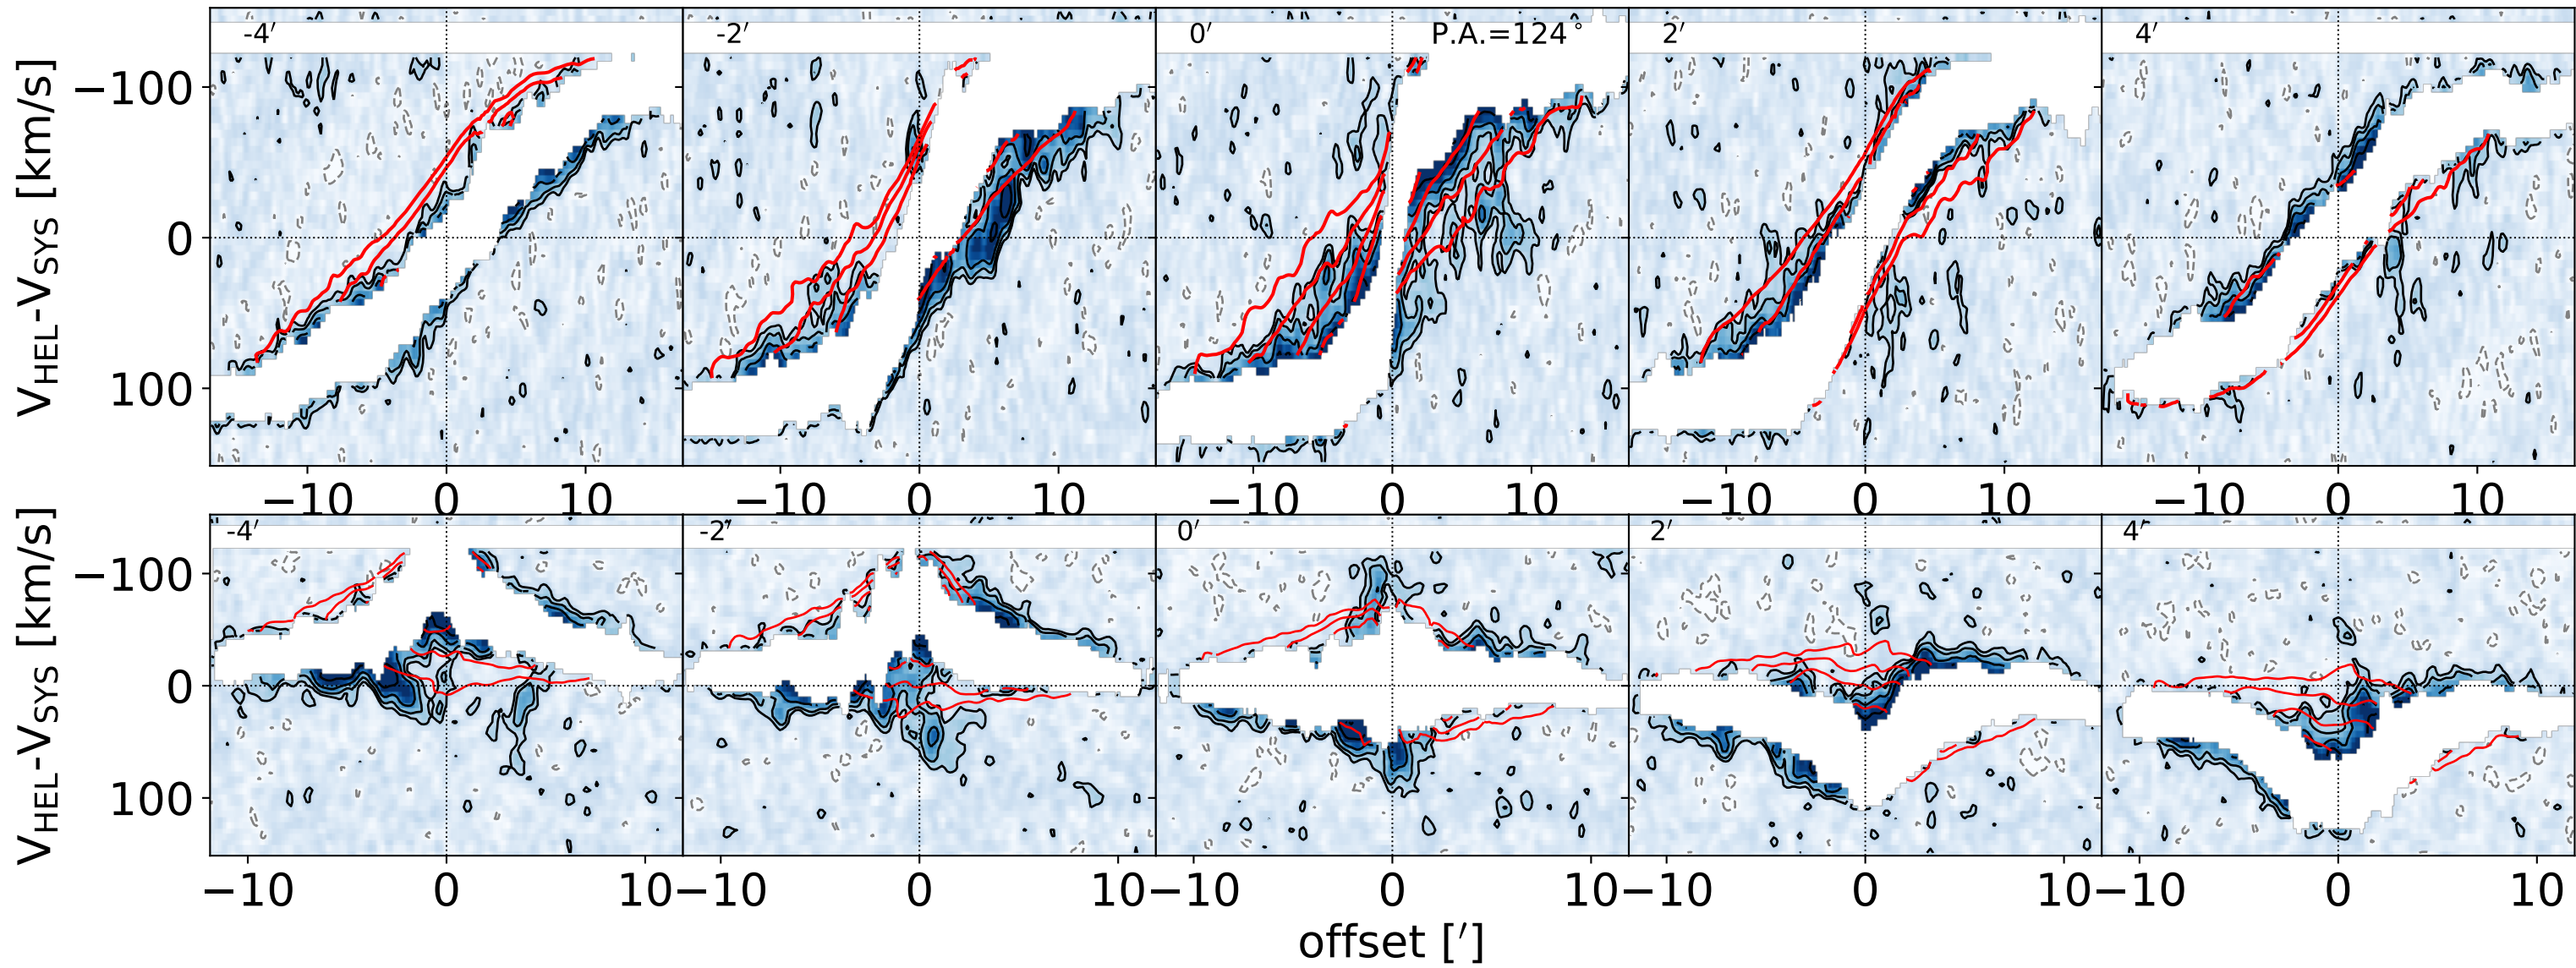 -4′ -2′ 0′ P.A.=124° 2′ 4′
V_HEL-V_SYS [km/s]
−100
0
100
−10 0 10 −10 0 10 −10 0 10 −10 0 10 −10 0 10
-4′ -2′ 0′ 2′ 4′
V_HEL-V_SYS [km/s]
−100
0
100
−10 0 10 −10 0 10 −10 0 10 −10 0 10 −10 0 10
offset [′]